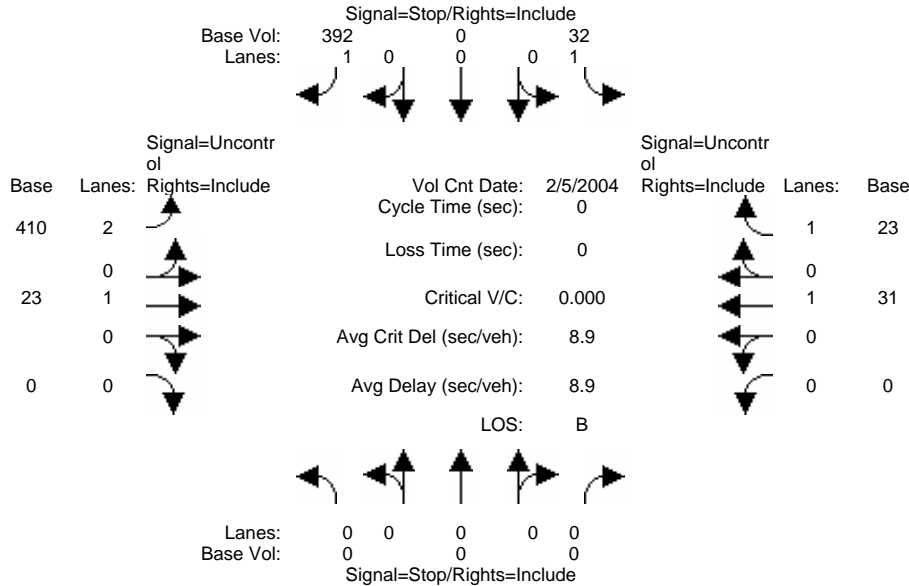 Signal=Stop/Rights=Include
Base Vol: 392 0 32
Lanes: 1 0 0 0 1
Signal=Uncontr
ol
Rights=Include
Signal=Uncontr
ol
Rights=Include
Base Lanes:
Vol Cnt Date: 2/5/2004
Lanes: Base
Cycle Time (sec): 0
410 2
1 23
Loss Time (sec): 0
0
0
23 1
Critical V/C: 0.000
1 31
0
Avg Crit Del (sec/veh): 8.9
0
0 0
Avg Delay (sec/veh): 8.9
0 0
LOS: B
Lanes: 0 0 0 0 0
Base Vol: 0 0 0
Signal=Stop/Rights=Include